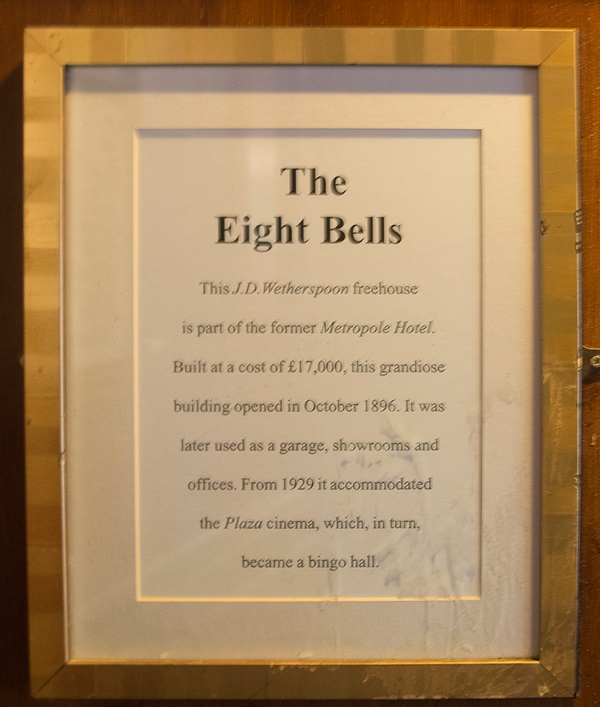 The
Eight Bells
This J.D. Wetherspoon freehouse
is part of the former Metropole Hotel.
Built at a cost of £17,000, this grandiose
building opened in October 1896. It was
later used as a garage, showrooms and
offices. From 1929 it accommodated
the Plaza cinema, which, in turn,
became a bingo hall.